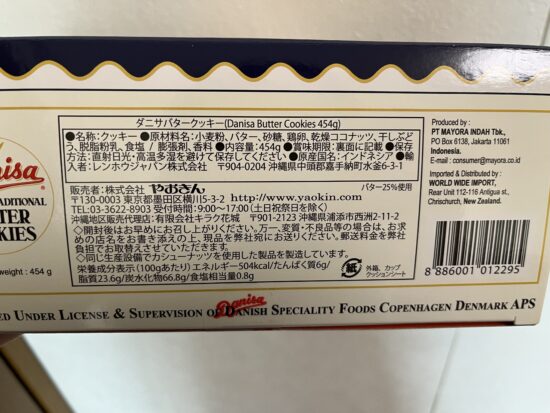 ダニサバタークッキー(Danisa Butter Cookies 454g)
●名称:クッキー ●原材料名:小麦粉、バター、砂糖、鶏卵、乾燥ココナッツ、干しぶど
う、脱脂粉乳、食塩 / 膨張剤、香料 ●内容量:454g ●賞味期限:裏面に記載 ●保存
方法:直射日光・高温多湿を避けて保存してください ●原産国名:インドネシア ●輸
入者:レンホウジャパン株式会社 〒904-0204 沖縄県中頭郡嘉手納町水釜6-3-1
販売者:株式会社 やおきん バター25%使用
〒130-0003 東京都墨田区横川5-3-2 http://www.yaokin.com/
TEL:03-3622-8903 受付時間:9:00~17:00(土日祝祭日を除く)
沖縄地区販売代理店:有限会社キラク花城 〒901-2123 沖縄県浦添市西洲2-11-2
◇開封後はお早めにお召し上がりください。万一、変質・不良品等の場合は、お求
めの店名をお書き添えの上、現品を弊社宛にお送りください。郵送料金を弊社
負担でお取替えさせていただきます。
◇同じ生産設備でカシューナッツを使用した製品を製造しています。
栄養成分表示(100gあたり)エネルギー504kcal/たんぱく質6g/
脂質23.6g/炭水化物66.8g/食塩相当量0.8g
紙 外箱、カップ
クッションシート
Produced by :
PT MAYORA INDAH Tbk.,
PO Box 6138, Jakarta 11061
Indonesia.
E-mail : consumer@mayora.co.id
Imported & Distributed by :
WORLD WIDE IMPORT,
Rear Unit 112-116 Antigua st.,
Chrischurch, New Zealand.
8 886001 012295
nisa
RADITIONAL
TTER
KIES
weight : 454 g
Danisa
ED UNDER LICENSE & SUPERVISION OF DANISH SPECIALITY FOODS COPENHAGEN DENMARK APS